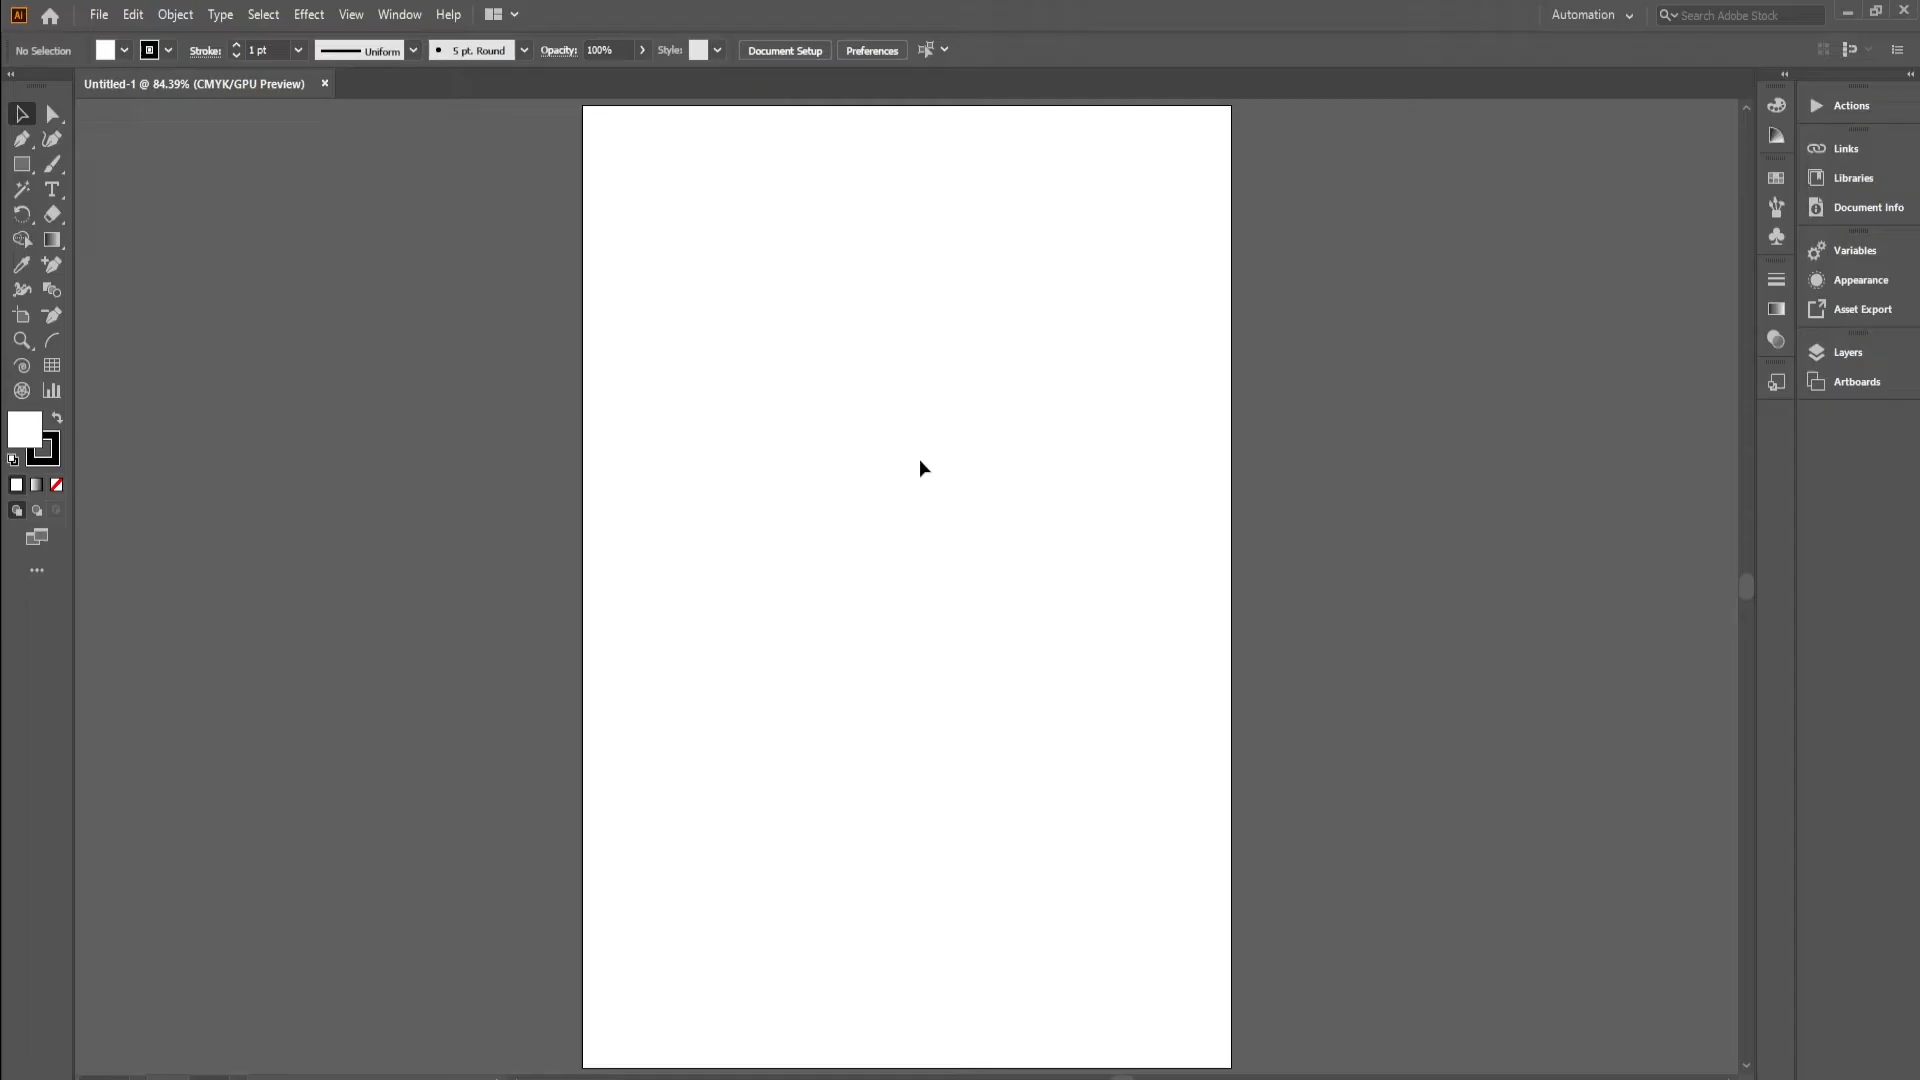 Ai File Edit Object Type Select Effect View Window Help Automation Search Adobe Stock
No Selection Stroke: 1 pt Uniform 5 pt. Round Opacity: 100% Style: Document Setup Preferences
Untitled-1 @ 84.39% (CMYK/GPU Preview)
Actions
Links
Libraries
Document Info
Variables
Appearance
Asset Export
Layers
Artboards